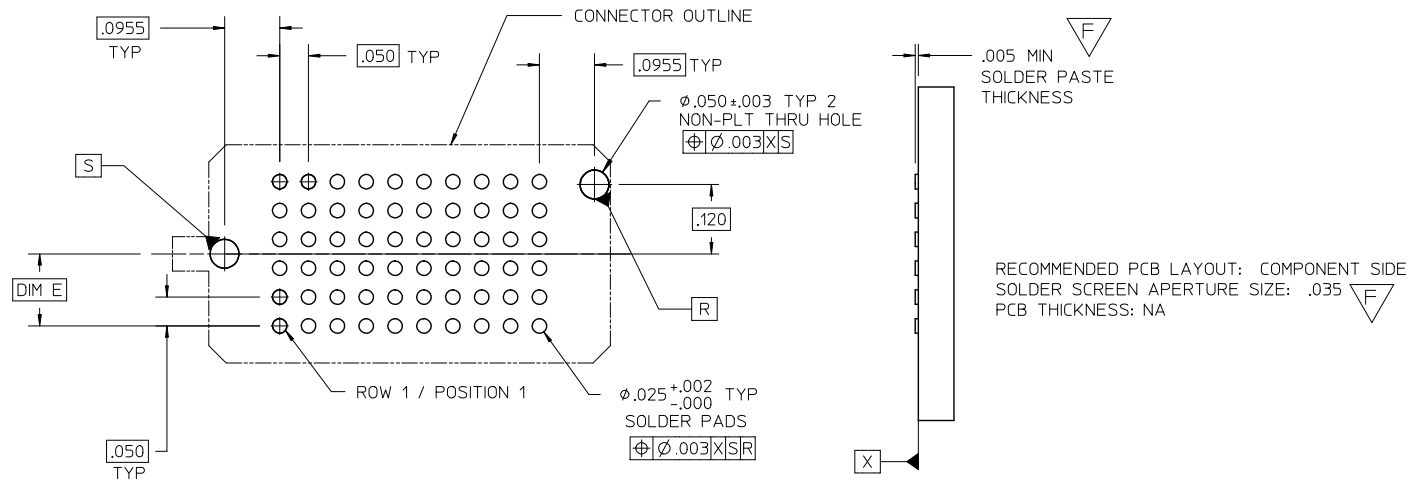 .0955
TYP
.050 TYP
CONNECTOR OUTLINE
.0955 TYP
F
.005 MIN
SOLDER PASTE
THICKNESS
⌀.050±.003 TYP 2
NON-PLT THRU HOLE
⌖ ⌀.003 X S
S
.120
DIM E
R
RECOMMENDED PCB LAYOUT: COMPONENT SIDE
SOLDER SCREEN APERTURE SIZE: .035 F
PCB THICKNESS: NA
ROW 1 / POSITION 1
⌀.025 +.002 -.000 TYP
SOLDER PADS
⌖ ⌀.003 X S R
.050
TYP
X